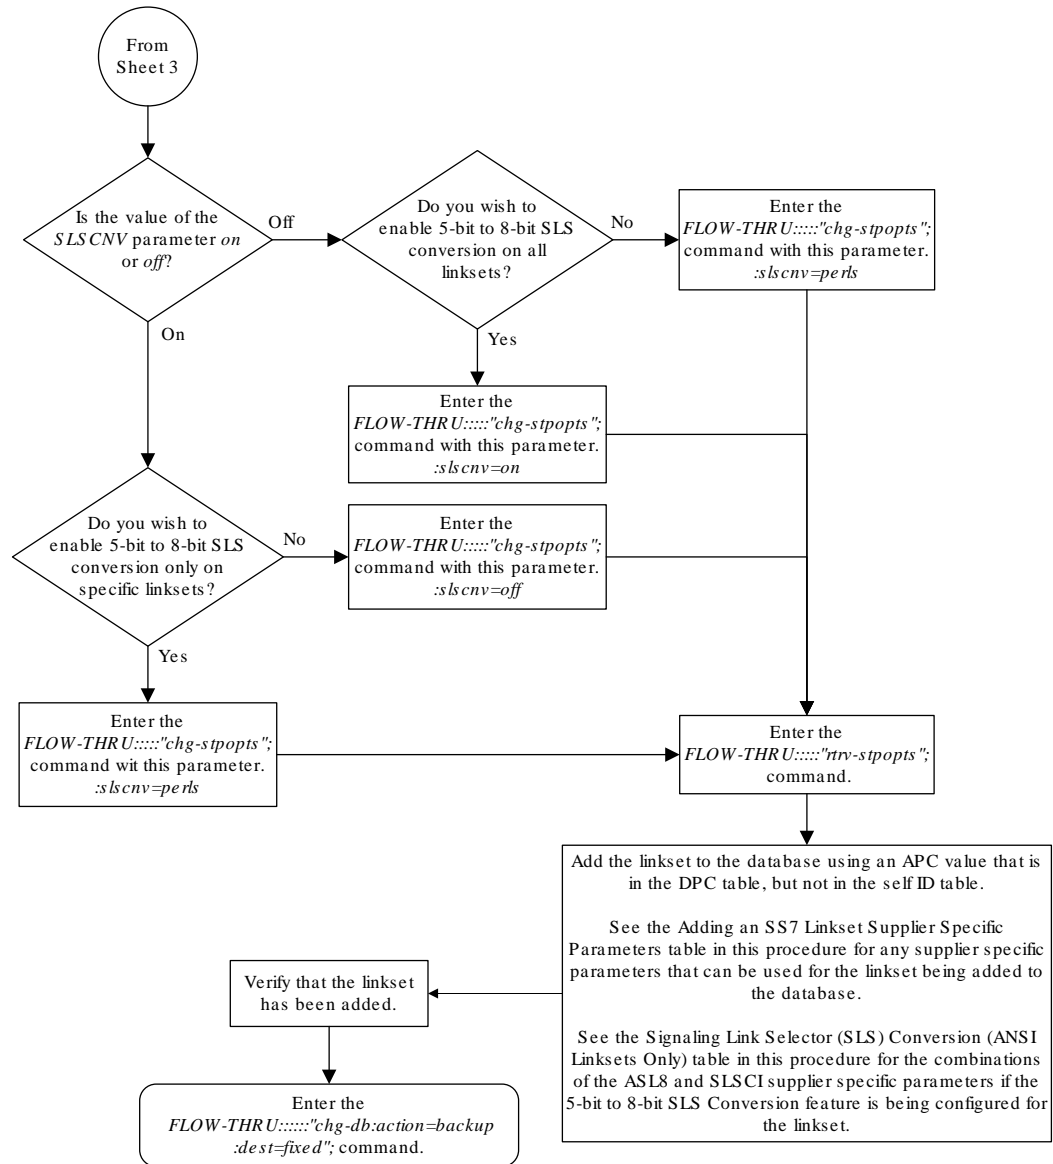 From
Sheet 3
Is the value of the
SLSCNV parameter on
or off?
Off
On
Do you wish to
enable 5-bit to 8-bit SLS
conversion on all
linksets?
No
Yes
Enter the
FLOW-THRU:::::"chg-stpopts";
command with this parameter.
:slscnv=perls
Enter the
FLOW-THRU:::::"chg-stpopts";
command with this parameter.
:slscnv=on
Do you wish to
enable 5-bit to 8-bit SLS
conversion only on
specific linksets?
No
Yes
Enter the
FLOW-THRU:::::"chg-stpopts";
command with this parameter.
:slscnv=off
Enter the
FLOW-THRU:::::"chg-stpopts";
command wit this parameter.
:slscnv=perls
Enter the
FLOW-THRU:::::"rtrv-stpopts";
command.
Add the linkset to the database using an APC value that is
in the DPC table, but not in the self ID table.
See the Adding an SS7 Linkset Supplier Specific
Parameters table in this procedure for any supplier specific
parameters that can be used for the linkset being added to
the database.
See the Signaling Link Selector (SLS) Conversion (ANSI
Linksets Only) table in this procedure for the combinations
of the ASL8 and SLSCI supplier specific parameters if the
5-bit to 8-bit SLS Conversion feature is being configured for
the linkset.
Verify that the linkset
has been added.
Enter the
FLOW-THRU::::::"chg-db:action=backup
:dest=fixed"; command.